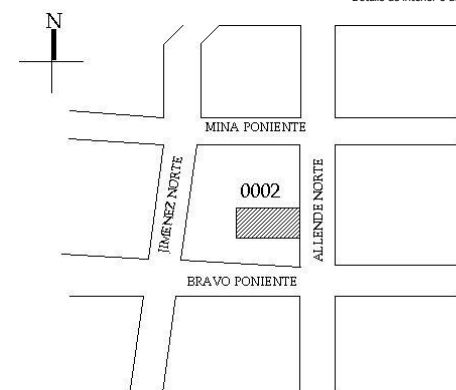 N
MINA PONIENTE
JIMENEZ NORTE
0002
ALLENDE NORTE
BRAVO PONIENTE